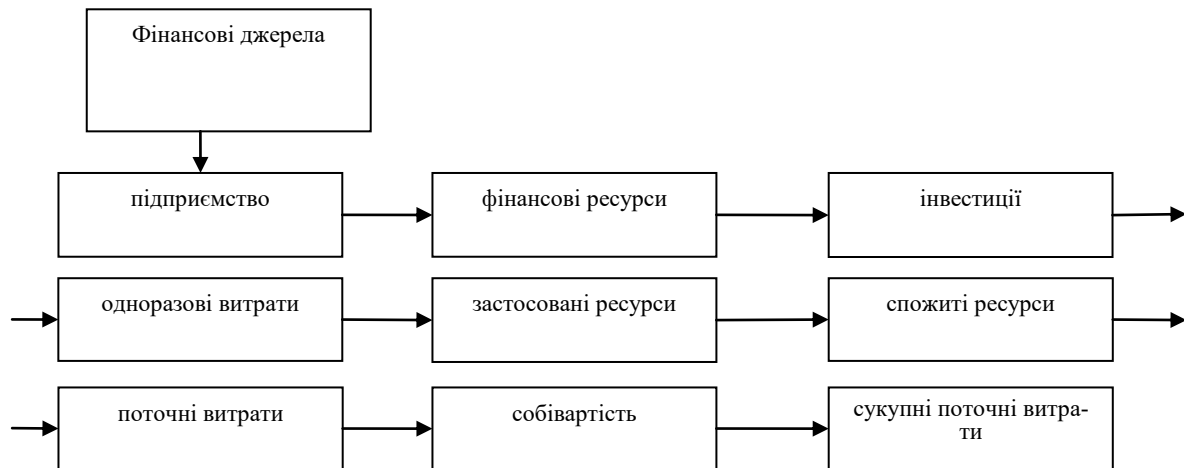 Фінансові джерела
підприємство
фінансові ресурси
інвестиції
одноразові витрати
застосовані ресурси
спожиті ресурси
поточні витрати
собівартість
сукупні поточні витра-
ти